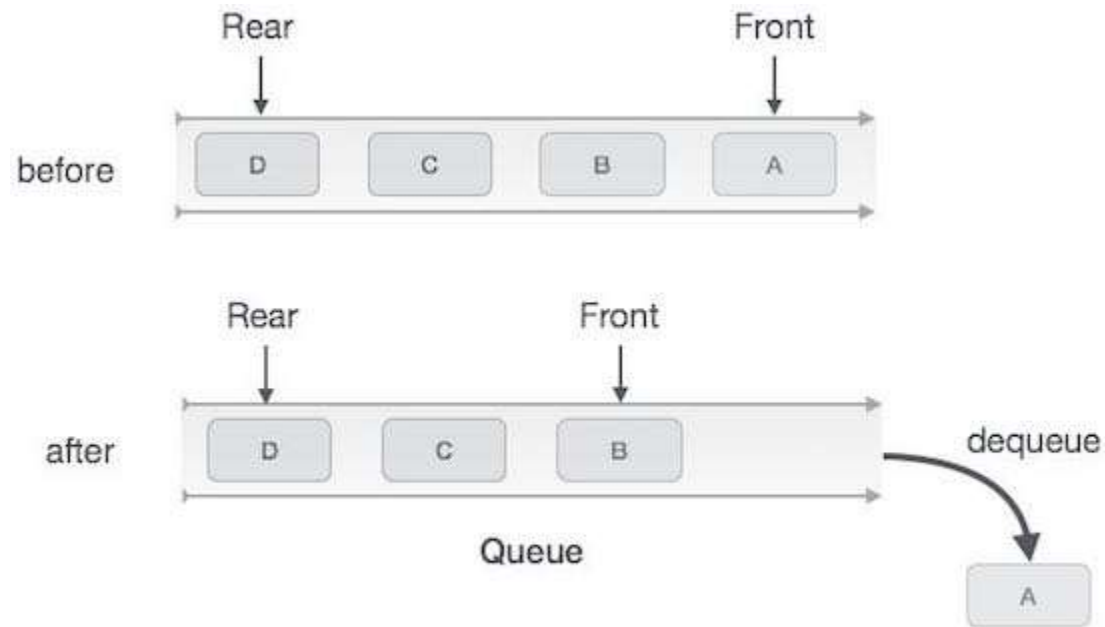 Rear Front
before D C B A
Rear Front
after D C B
dequeue
Queue
A